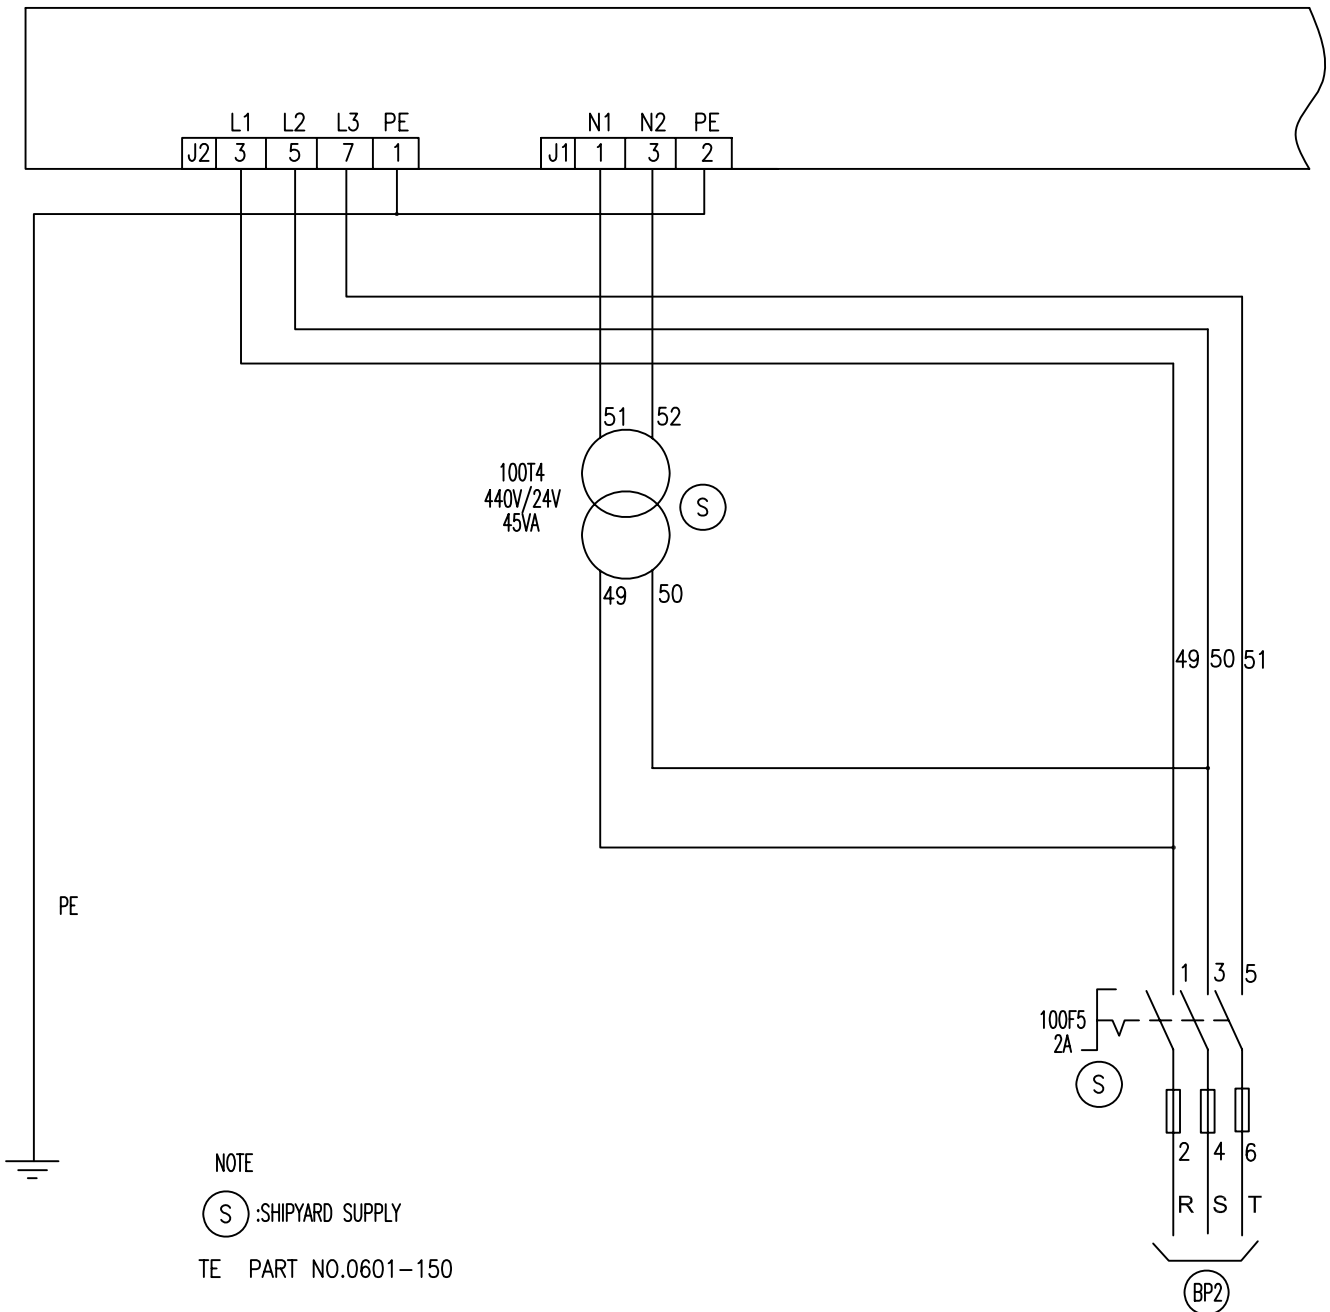 L1 L2 L3 PE N1 N2 PE
J2 3 5 7 1 J1 1 3 2
51 52
100T4
440V/24V
45VA
S
49 50
49 50 51
PE
1 3 5
100F5
2A
S
2 4 6
R S T
BP2
NOTE
S :SHIPYARD SUPPLY
TE PART NO.0601-150